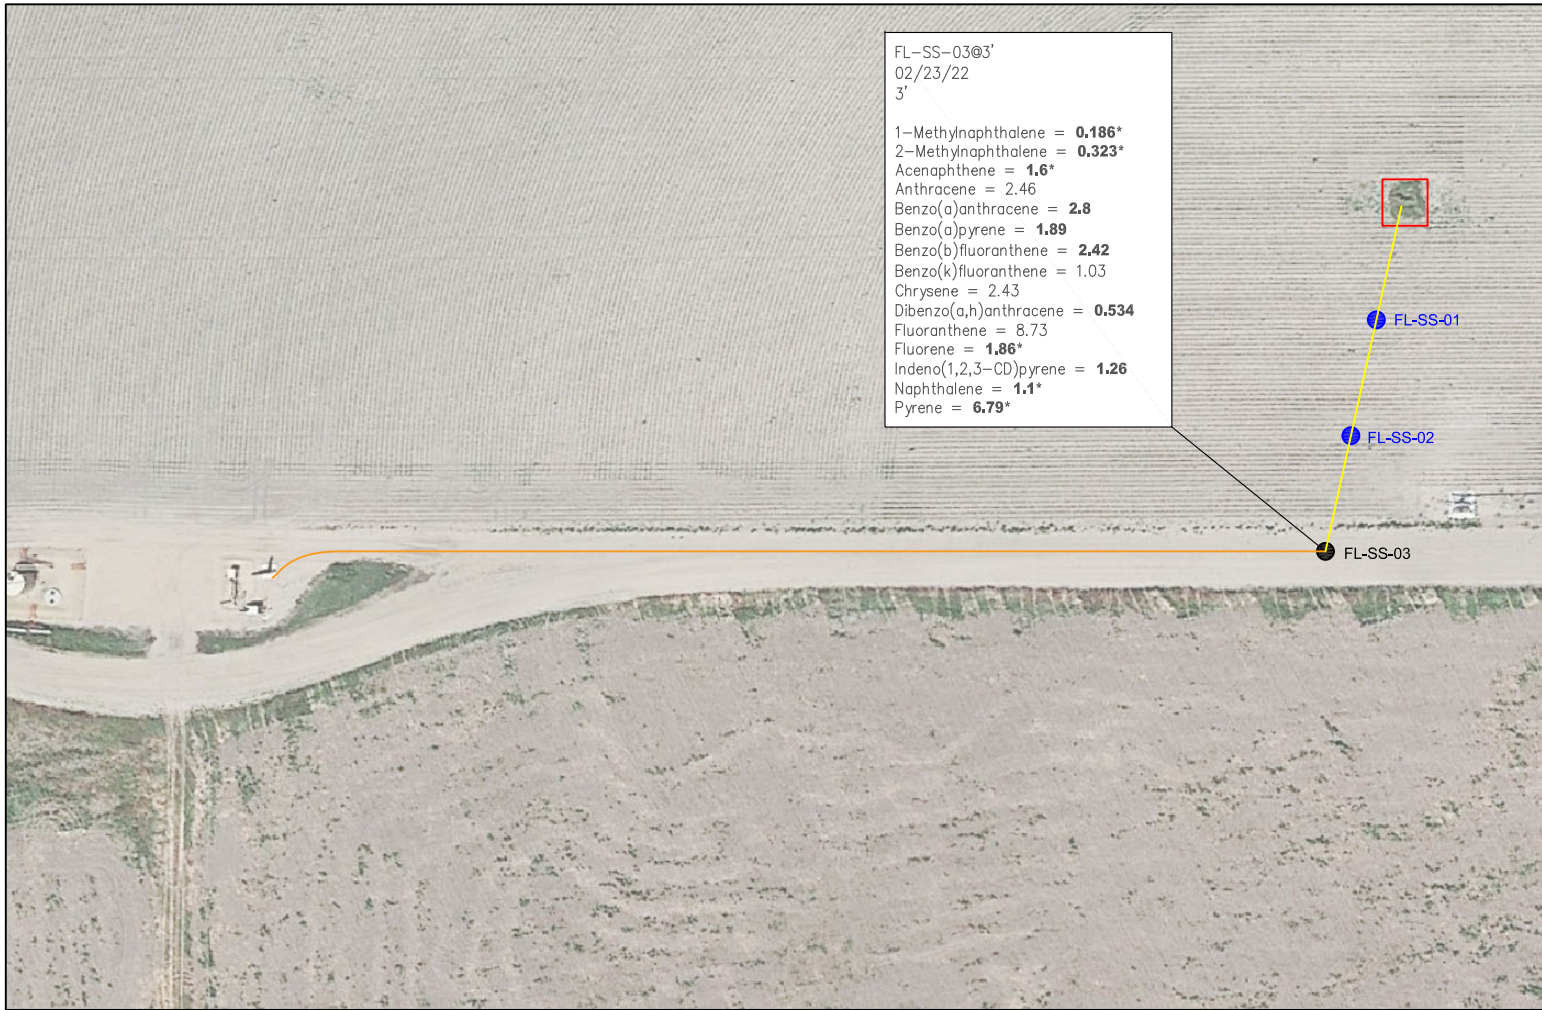 FL-SS-03@3'
02/23/22
3'
1-Methylnaphthalene = 0.186*
2-Methylnaphthalene = 0.323*
Acenaphthene = 1.6*
Anthracene = 2.46
Benzo(a)anthracene = 2.8
Benzo(a)pyrene = 1.89
Benzo(b)fluoranthene = 2.42
Benzo(k)fluoranthene = 1.03
Chrysene = 2.43
Dibenzo(a,h)anthracene = 0.534
Fluoranthene = 8.73
Fluorene = 1.86*
Indeno(1,2,3-CD)pyrene = 1.26
Naphthalene = 1.1*
Pyrene = 6.79*
FL-SS-01
FL-SS-02
FL-SS-03